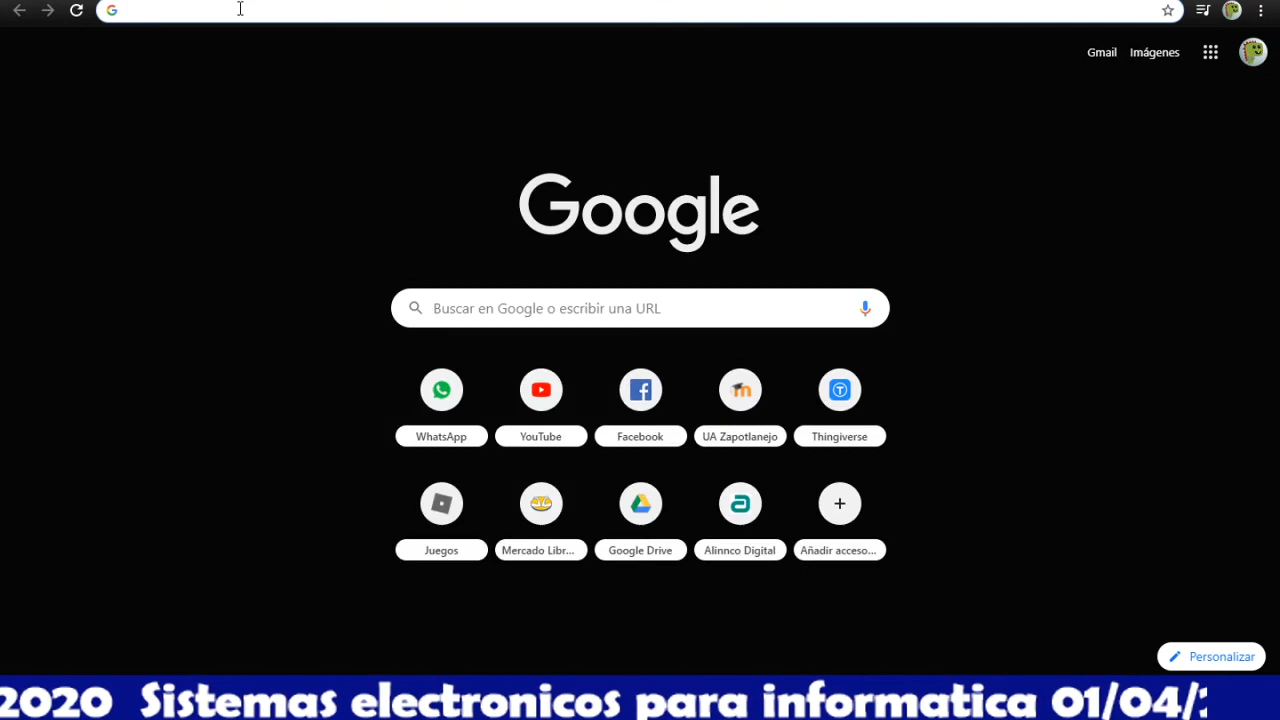 Gmail Imágenes
Google
Buscar en Google o escribir una URL
WhatsApp YouTube Facebook UA Zapotlanejo Thingiverse
Juegos Mercado Libr... Google Drive Alinnco Digital Añadir acceso...
Personalizar
2020 Sistemas electronicos para informatica 01/04/